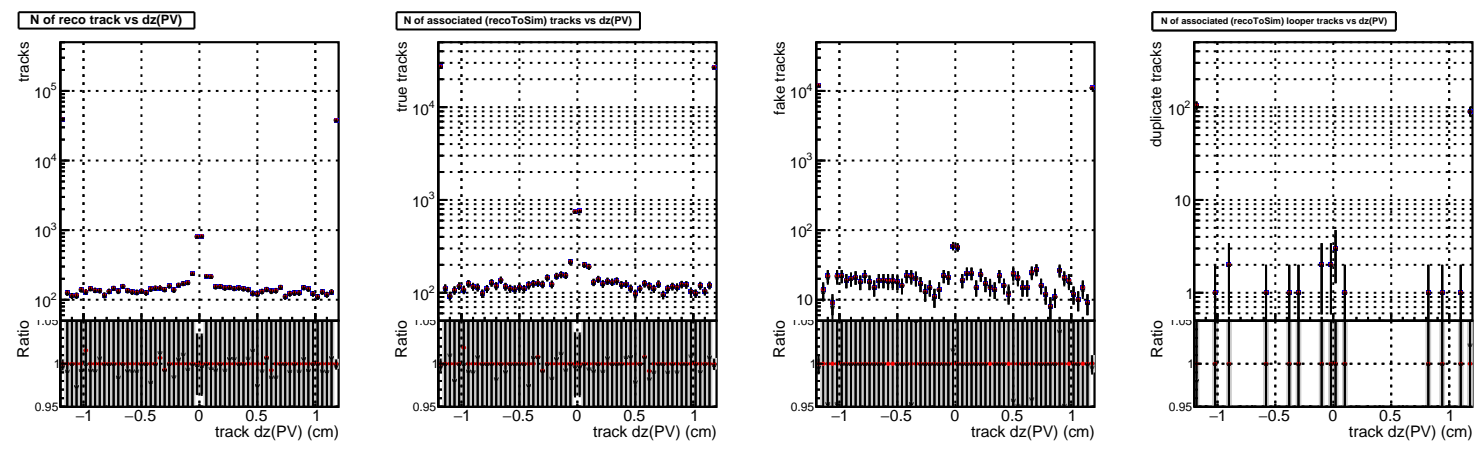 N of reco track vs dz(PV)
tracks
10^5
10^4
10^3
10^2
1.05
Ratio
1
0.95
−1 −0.5 0 0.5 1
track dz(PV) (cm)
N of associated (recoToSim) tracks vs dz(PV)
true tracks
10^4
10^3
10^2
1.05
Ratio
1
0.95
−1 −0.5 0 0.5 1
track dz(PV) (cm)
fake tracks
10^4
10^3
10^2
10
1.05
Ratio
1
0.95
−1 −0.5 0 0.5 1
track dz(PV) (cm)
N of associated (recoToSim) looper tracks vs dz(PV)
duplicate tracks
10^2
10
1
1.05
Ratio
1
0.95
−1 −0.5 0 0.5 1
track dz(PV) (cm)